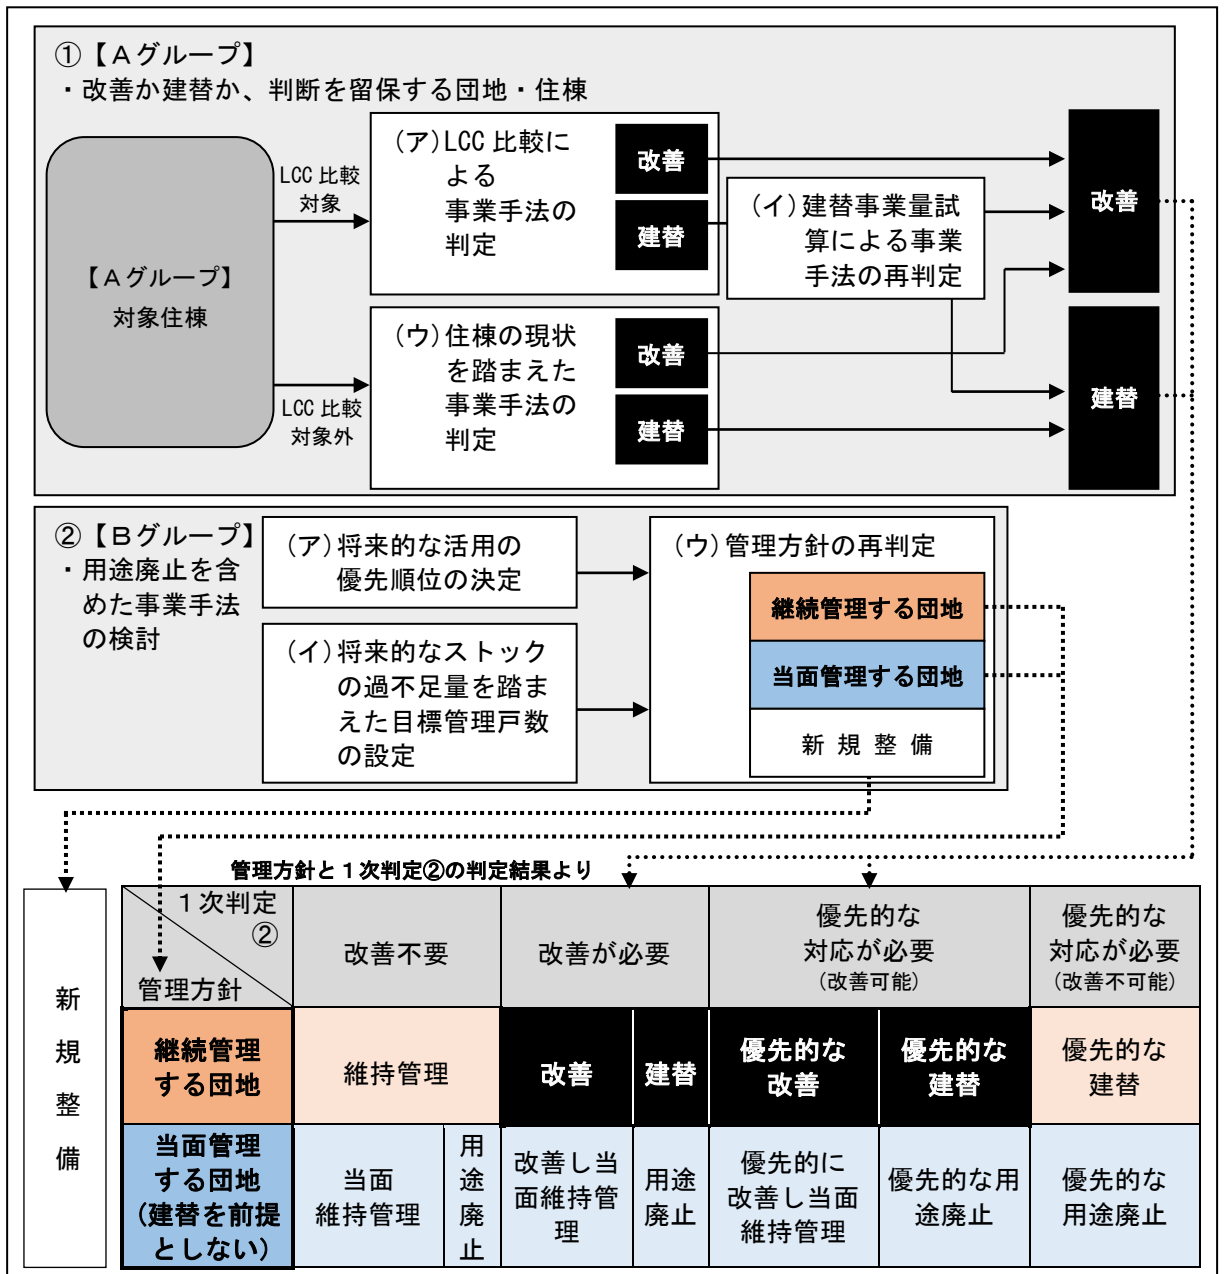 ①【Ａグループ】
・改善か建替か、判断を留保する団地・住棟
【Ａグループ】
対象住棟
LCC 比較
対象
LCC 比較
対象外
(ア)LCC 比較に
よる
事業手法の
判定
改善
建替
(イ)建替事業量試
算による事業
手法の再判定
(ウ)住棟の現状
を踏まえた
事業手法の
判定
改善
建替
改善
建替
②【Ｂグループ】
・用途廃止を含
めた事業手法
の検討
(ア)将来的な活用の
優先順位の決定
(イ)将来的なストック
の過不足量を踏ま
えた目標管理戸数
の設定
(ウ)管理方針の再判定
継続管理する団地
当面管理する団地
新 規 整 備
管理方針と１次判定②の判定結果より
新
規
整
備
１次判定
②
管理方針
改善不要
改善が必要
優先的な
対応が必要
(改善可能)
優先的な
対応が必要
(改善不可能)
継続管理
する団地
維持管理
改善
建替
優先的な
改善
優先的な
建替
優先的な
建替
当面管理
する団地
(建替を前提
としない)
当面
維持管理
用
途
廃
止
改善し当
面維持管
理
用途
廃止
優先的に
改善し当面
維持管理
優先的な用
途廃止
優先的な
用途廃止